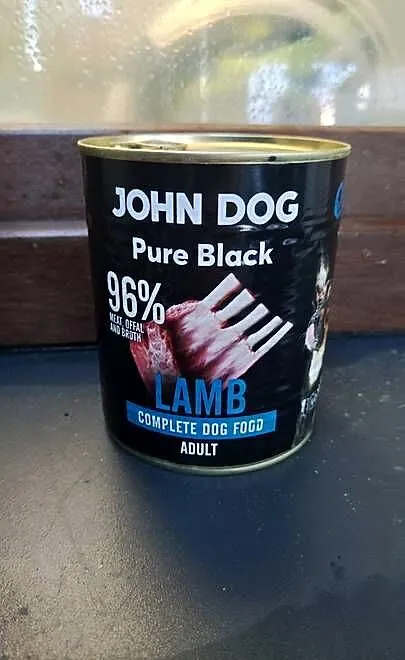 JOHN DOG
Pure Black
96%
MEAT, OFFAL
AND BROTH
LAMB
COMPLETE DOG FOOD
ADULT